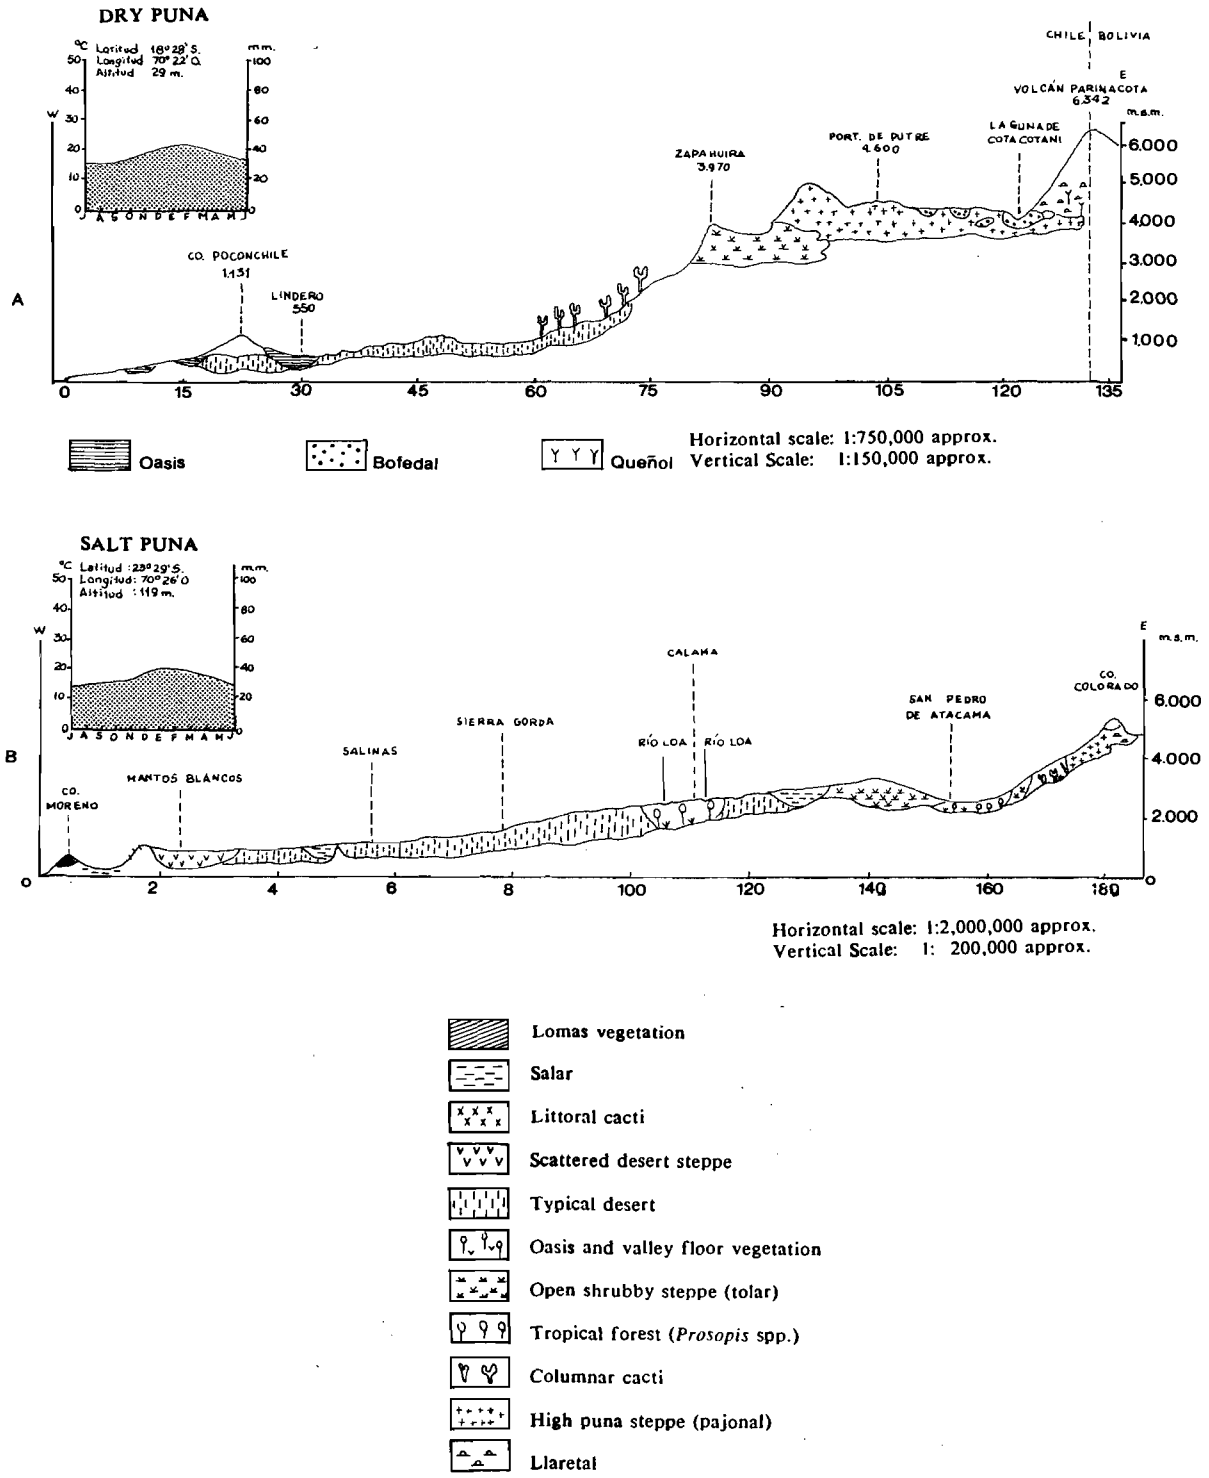 DRY PUNA
°C Latitud 18°28'S. mm.
Longitud 70°22'O.
Altitud 29 m.
50 100
40 80
30 60
20 40
10 20
0 0
J A S O N D E F M A M J
CHILE BOLIVIA
W
E
m.s.m.
VOLCÁN PARINACOTA
6.342
LAGUNA DE
COTACOTANI
PORT. DE PUTRE
4.600
ZAPAHUIRA
3.970
CO. POCONCHILE
1.131
LINDERO
550
6,000
5,000
4,000
3.000
2.000
1,000
A
0 15 30 45 60 75 90 105 120 135
Oasis
Bofedal
Queñol
Horizontal scale: 1:750,000 approx.
Vertical Scale: 1:150,000 approx.
SALT PUNA
°C Latitud :23°29'S. m.m.
Longitud: 70°26'O
Altitud : 119 m.
50 100
40 80
30 60
20 40
10 20
0 0
J A S O N D E F M A M J
W
E
m.s.m.
CALAMA
CO.
COLORADO
SAN PEDRO
DE ATACAMA
SIERRA GORDA
RÍO LOA RÍO LOA
SALINAS
MANTOS BLANCOS
CO.
MORENO
6.000
4.000
2.000
0
B
0 2 4 6 8 100 120 140 160 180
Horizontal scale: 1:2,000,000 approx.
Vertical Scale: 1: 200,000 approx.
Lomas vegetation
Salar
Littoral cacti
Scattered desert steppe
Typical desert
Oasis and valley floor vegetation
Open shrubby steppe (tolar)
Tropical forest (Prosopis spp.)
Columnar cacti
High puna steppe (pajonal)
Llaretal